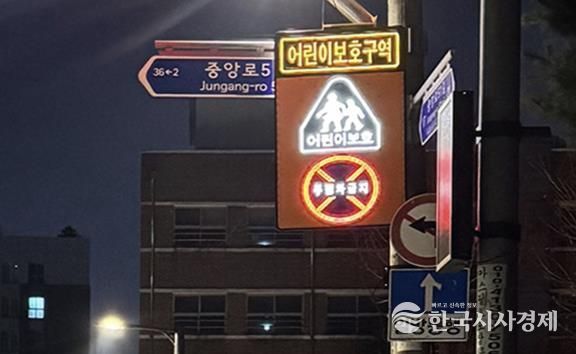 어린이보호구역
36←2 중앙로5
Jungang-ro 5
어린이보호
주정차금지
빠르고 신속한 정보
한국시사경제